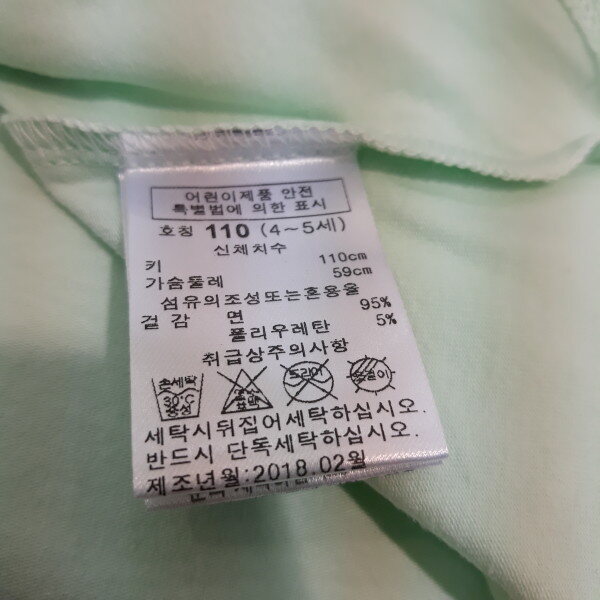 어린이제품 안전
특별법에 의한 표시
호칭 110 (4~5세)
신체치수
키 110cm
가슴둘레 59cm
섬유의조성또는혼용율
겉감 면 95%
폴리우레탄 5%
취급상주의사항
손세탁 30℃ 중성 염소 표백 드라이
세탁시뒤집어세탁하십시오.
반드시 단독세탁하십시오.
제조년월:2018.02월